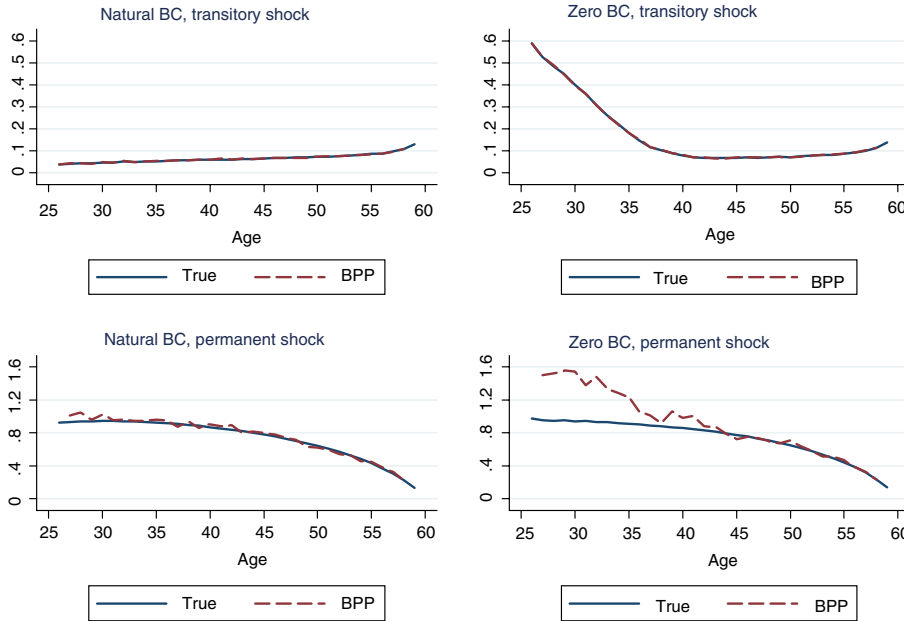 Natural BC, transitory shock
Zero BC, transitory shock
.6
.5
.4
.3
.2
.1
0
25 30 35 40 45 50 55 60
Age
True BPP
.6
.5
.4
.3
.2
.1
0
25 30 35 40 45 50 55 60
Age
True BPP
Natural BC, permanent shock
Zero BC, permanent shock
1.6
1.2
.8
.4
0
25 30 35 40 45 50 55 60
Age
True BPP
1.6
1.2
.8
.4
0
25 30 35 40 45 50 55 60
Age
True BPP